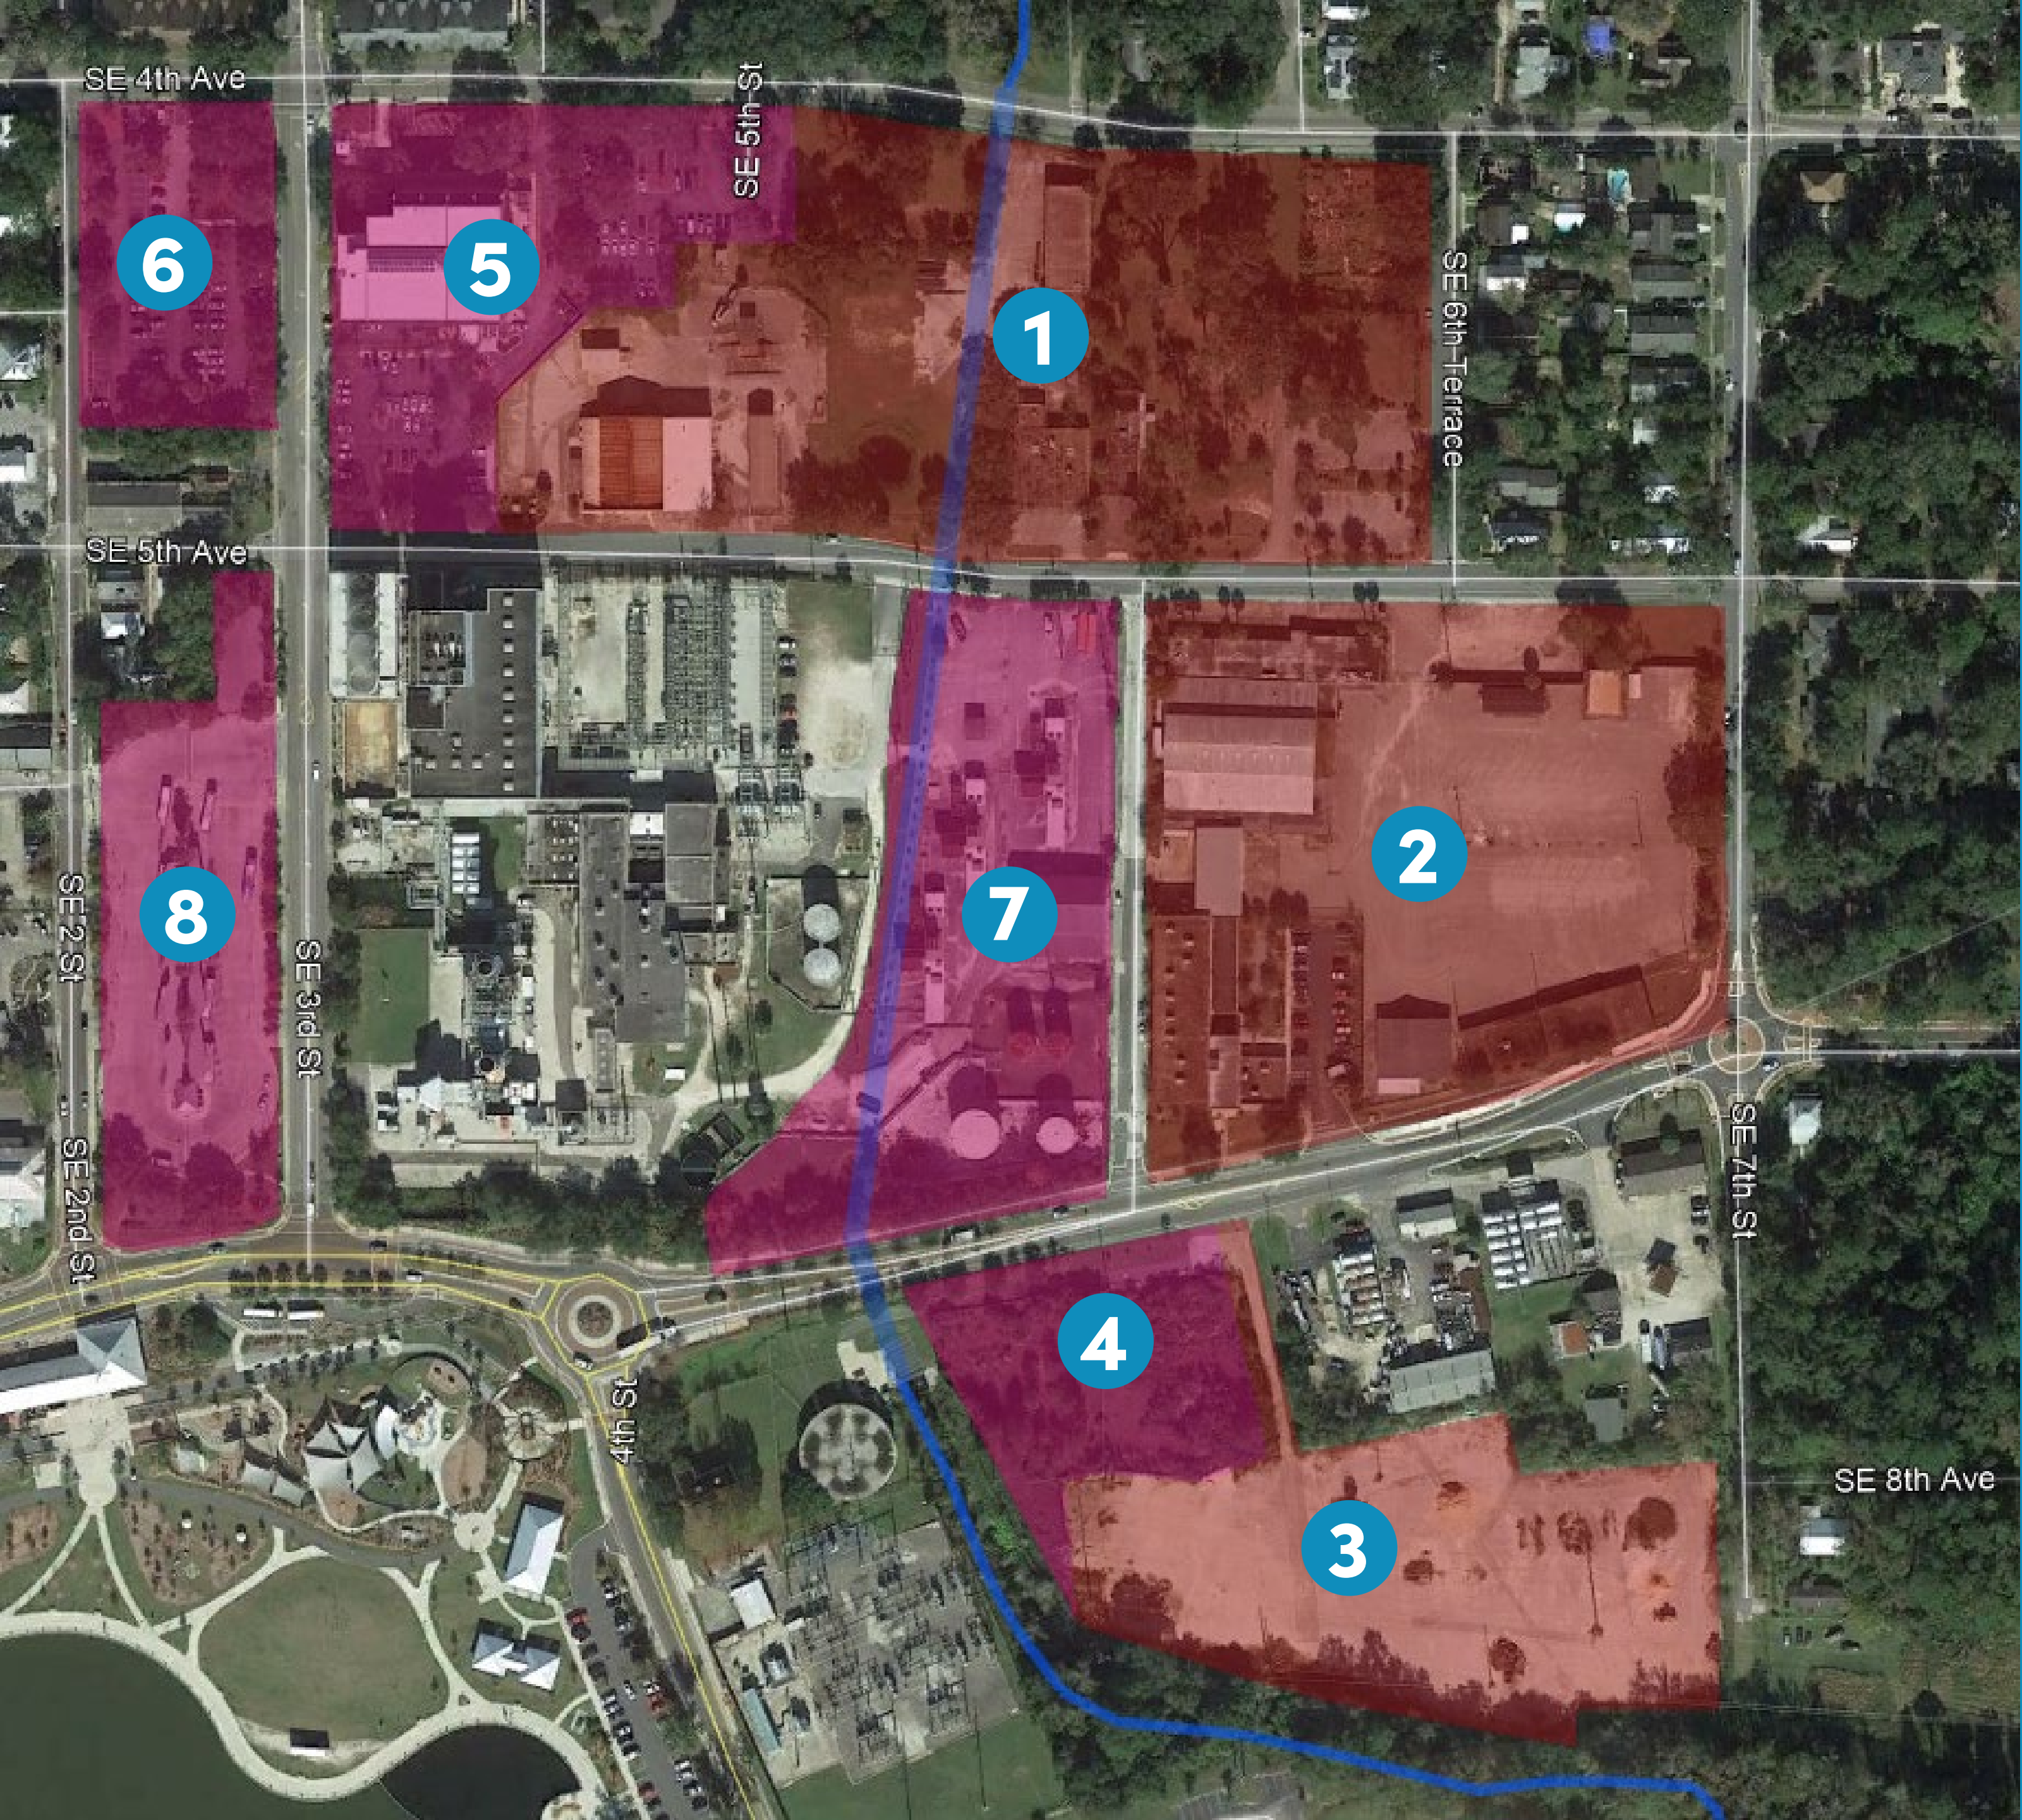 SE 4th Ave
SE 5th St
6
5
1
SE 6th Terrace
SE 5th Ave
2
8
7
SE 2 St
SE 3rd St
SE 2nd St
SE 7th St
4
4th St
SE 8th Ave
3